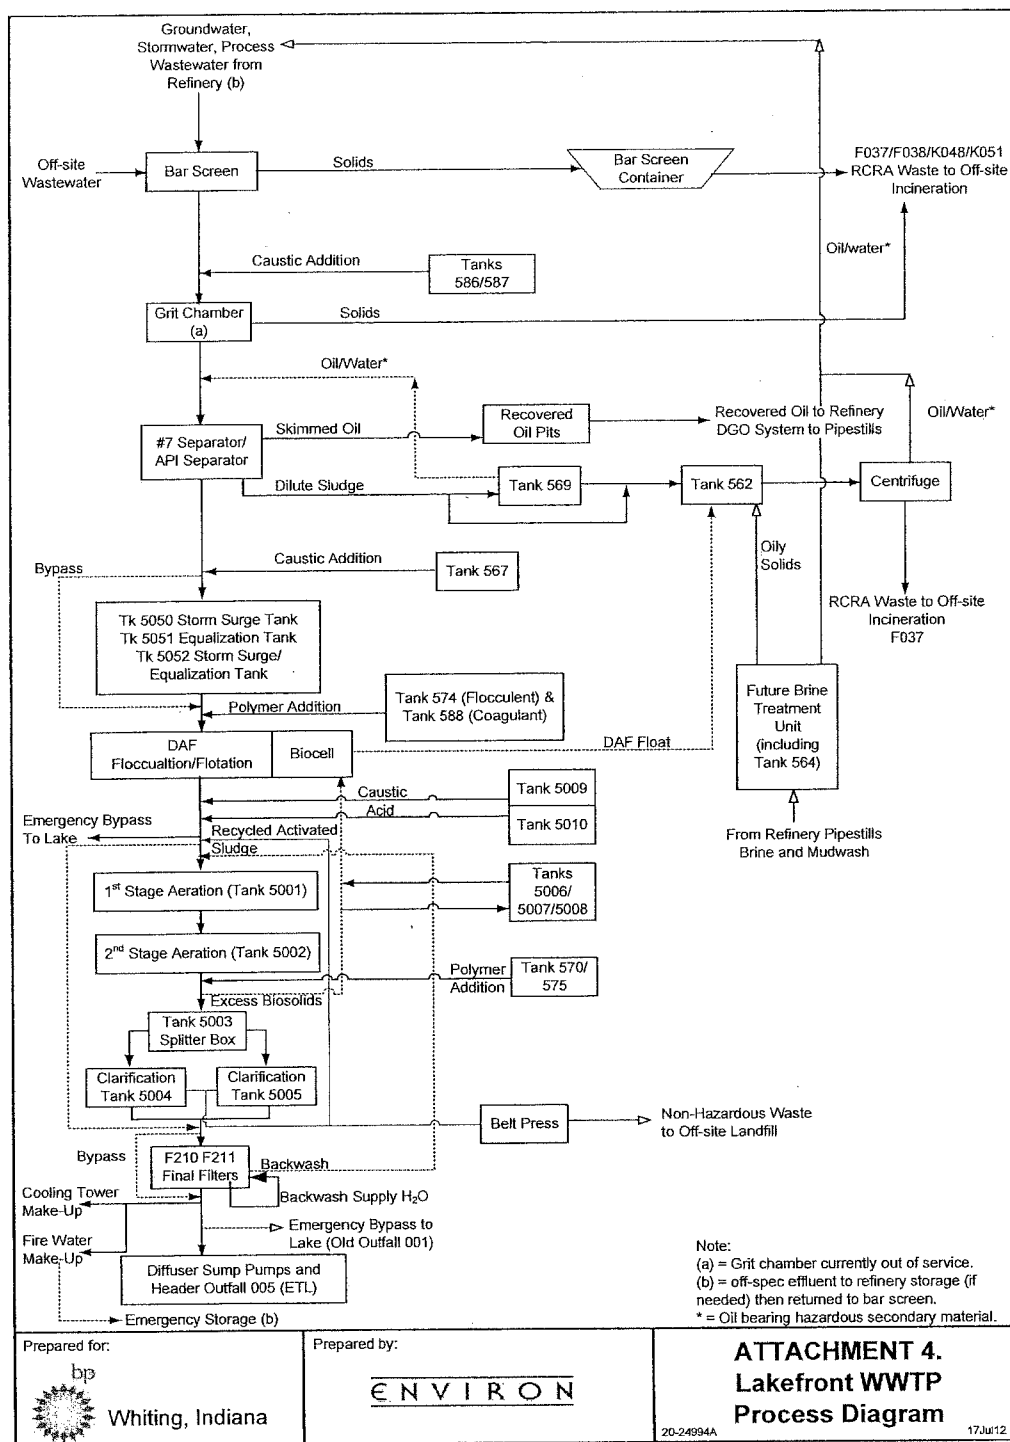 Groundwater,
Stormwater, Process
Wastewater from
Refinery (b)
Off-site
Wastewater
Bar Screen
Solids
Bar Screen
Container
F037/F038/K048/K051
RCRA Waste to Off-site
Incineration
Oil/water*
Caustic Addition
Tanks
586/587
Grit Chamber
(a)
Solids
Oil/Water*
#7 Separator/
API Separator
Skimmed Oil
Recovered
Oil Pits
Recovered Oil to Refinery
DGO System to Pipestills
Oil/Water*
Dilute Sludge
Tank 569
Tank 562
Centrifuge
Oily
Solids
Bypass
Caustic Addition
Tank 567
RCRA Waste to Off-site
Incineration
F037
Tk 5050 Storm Surge Tank
Tk 5051 Equalization Tank
Tk 5052 Storm Surge/
Equalization Tank
Polymer Addition
Tank 574 (Flocculent) &
Tank 588 (Coagulant)
Future Brine
Treatment
Unit
(including
Tank 564)
DAF
Floccualtion/Flotation
Biocell
DAF Float
Caustic
Tank 5009
Acid
Tank 5010
Emergency Bypass
To Lake
Recycled Activated
Sludge
From Refinery Pipestills
Brine and Mudwash
1st Stage Aeration (Tank 5001)
Tanks
5006/
5007/5008
2nd Stage Aeration (Tank 5002)
Polymer
Addition
Tank 570/
575
Excess Biosolids
Tank 5003
Splitter Box
Clarification
Tank 5004
Clarification
Tank 5005
Belt Press
Non-Hazardous Waste
to Off-site Landfill
Bypass
F210 F211
Final Filters
Backwash
Backwash Supply H2O
Cooling Tower
Make-Up
Emergency Bypass to
Lake (Old Outfall 001)
Fire Water
Make-Up
Diffuser Sump Pumps and
Header Outfall 005 (ETL)
Emergency Storage (b)
Note:
(a) = Grit chamber currently out of service.
(b) = off-spec effluent to refinery storage (if
needed) then returned to bar screen.
* = Oil bearing hazardous secondary material.
Prepared for:
bp
Whiting, Indiana
Prepared by:
ENVIRON
ATTACHMENT 4.
Lakefront WWTP
Process Diagram
20-24994A
17Jul12